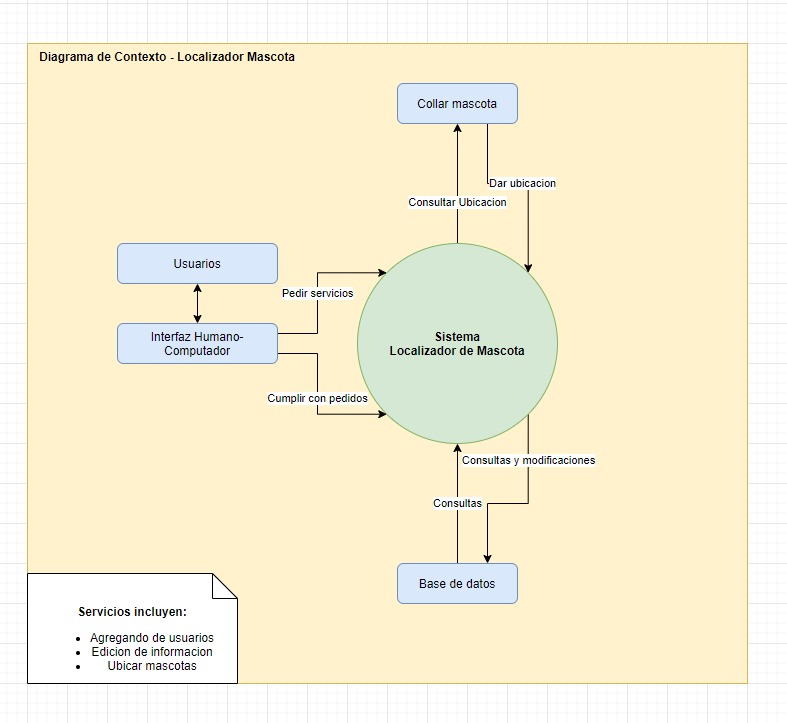 Diagrama de Contexto - Localizador Mascota
Collar mascota
Dar ubicacion
Consultar Ubicacion
Usuarios
Pedir servicios
Interfaz Humano-
Computador
Sistema
Localizador de Mascota
Cumplir con pedidos
Consultas y modificaciones
Consultas
Base de datos
Servicios incluyen:
Agregando de usuarios
Edicion de informacion
Ubicar mascotas